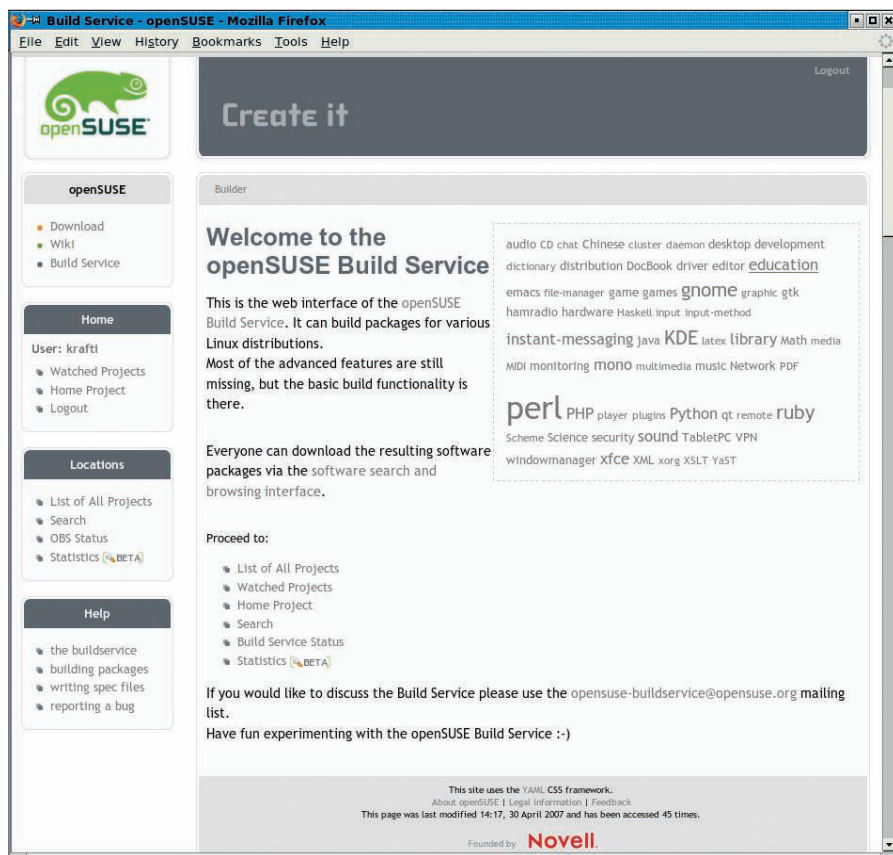 Build Service - openSUSE - Mozilla Firefox
File Edit View History Bookmarks Tools Help
openSUSE
Logout
Create it
openSUSE
Download
Wiki
Build Service
Home
User: krafti
Watched Projects
Home Project
Logout
Locations
List of All Projects
Search
OBS Status
Statistics BETA
Help
the buildservice
building packages
writing spec files
reporting a bug
Builder
Welcome to the
openSUSE Build Service
This is the web interface of the openSUSE
Build Service. It can build packages for various
Linux distributions.
Most of the advanced features are still
missing, but the basic build functionality is
there.
Everyone can download the resulting software
packages via the software search and
browsing interface.
audio CD chat Chinese cluster daemon desktop development
dictionary distribution DocBook driver editor education
emacs file-manager game games gnome graphic gtk
hamradio hardware Haskell input input-method
instant-messaging java KDE latex library Math media
MIDI monitoring mono multimedia music Network PDF
perl PHP player plugins Python qt remote ruby
Scheme Science security sound TabletPC VPN
windowmanager xfce XML xorg XSLT YaST
Proceed to:
List of All Projects
Watched Projects
Home Project
Search
Build Service Status
Statistics BETA
If you would like to discuss the Build Service please use the opensuse-buildservice@opensuse.org mailing
list.
Have fun experimenting with the openSUSE Build Service :-)
This site uses the YAML CSS framework.
About openSUSE | Legal information | Feedback
This page was last modified 14:17, 30 April 2007 and has been accessed 45 times.
Founded by Novell.